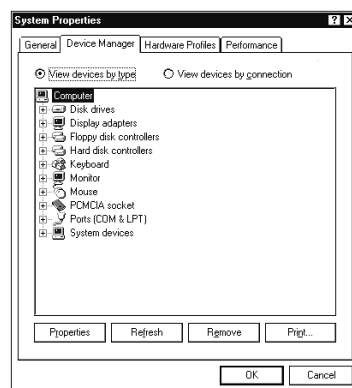 System Properties
General Device Manager Hardware Profiles Performance
View devices by type View devices by connection
Computer
Disk drives
Display adapters
Floppy disk controllers
Hard disk controllers
Keyboard
Monitor
Mouse
PCMCIA socket
Ports (COM & LPT)
System devices
Properties Refresh Remove Print...
OK Cancel